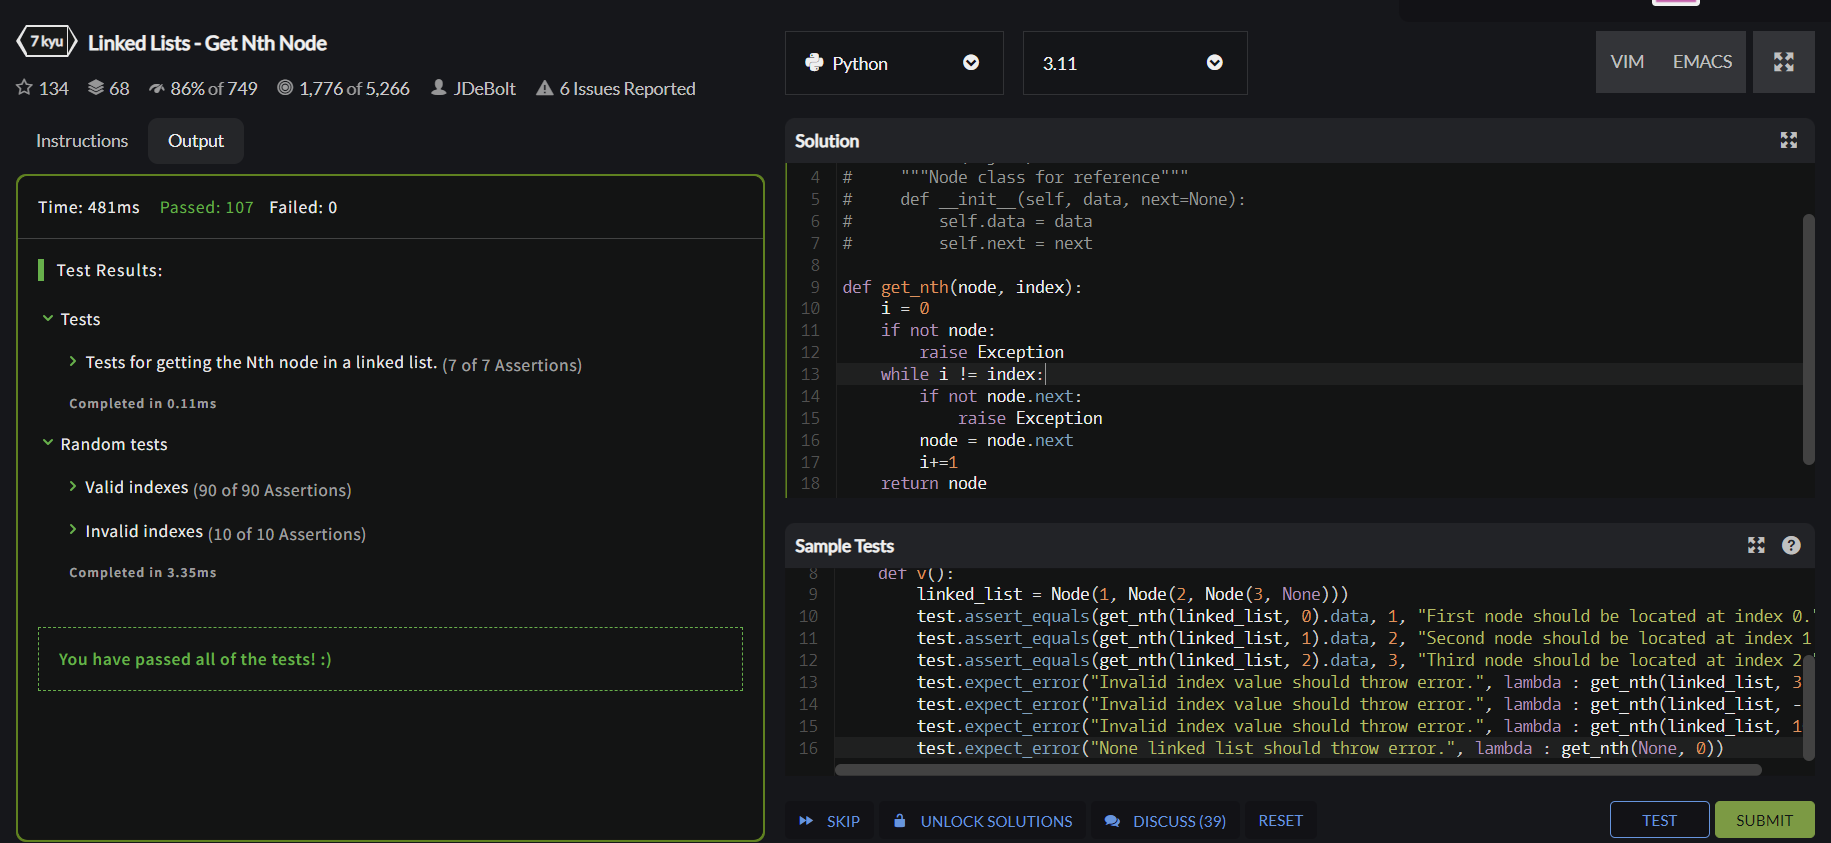 7 kyu Linked Lists - Get Nth Node
134 68 86% of 749 1,776 of 5,266 JDeBolt 6 Issues Reported
Instructions Output
Time: 481ms Passed: 107 Failed: 0
Test Results:
Tests
Tests for getting the Nth node in a linked list. (7 of 7 Assertions)
Completed in 0.11ms
Random tests
Valid indexes (90 of 90 Assertions)
Invalid indexes (10 of 10 Assertions)
Completed in 3.35ms
You have passed all of the tests! :)
Python 3.11 VIM EMACS
Solution
4 #     """Node class for reference"""
5 #     def __init__(self, data, next=None):
6 #         self.data = data
7 #         self.next = next
8
9 def get_nth(node, index):
10     i = 0
11     if not node:
12         raise Exception
13     while i != index:
14         if not node.next:
15             raise Exception
16         node = node.next
17         i+=1
18     return node
Sample Tests
8     def v():
9         linked_list = Node(1, Node(2, Node(3, None)))
10         test.assert_equals(get_nth(linked_list, 0).data, 1, "First node should be located at index 0.
11         test.assert_equals(get_nth(linked_list, 1).data, 2, "Second node should be located at index 1
12         test.assert_equals(get_nth(linked_list, 2).data, 3, "Third node should be located at index 2
13         test.expect_error("Invalid index value should throw error.", lambda : get_nth(linked_list, 3
14         test.expect_error("Invalid index value should throw error.", lambda : get_nth(linked_list, -
15         test.expect_error("Invalid index value should throw error.", lambda : get_nth(linked_list, 1
16         test.expect_error("None linked list should throw error.", lambda : get_nth(None, 0))
SKIP UNLOCK SOLUTIONS DISCUSS (39) RESET TEST SUBMIT